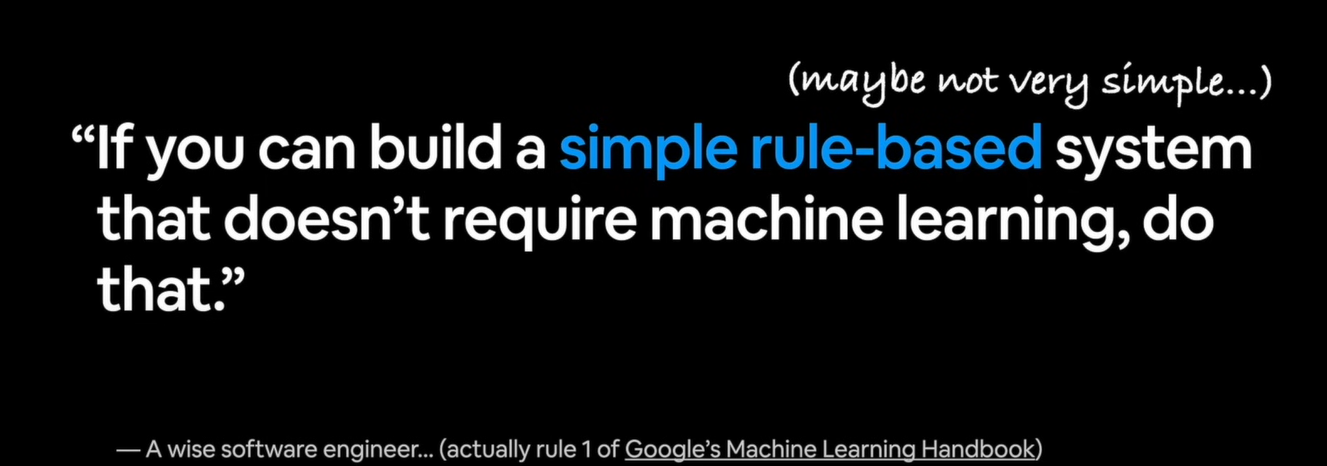 (maybe not very simple...)
“If you can build a simple rule-based system
that doesn’t require machine learning, do
that.”
— A wise software engineer... (actually rule 1 of Google’s Machine Learning Handbook)